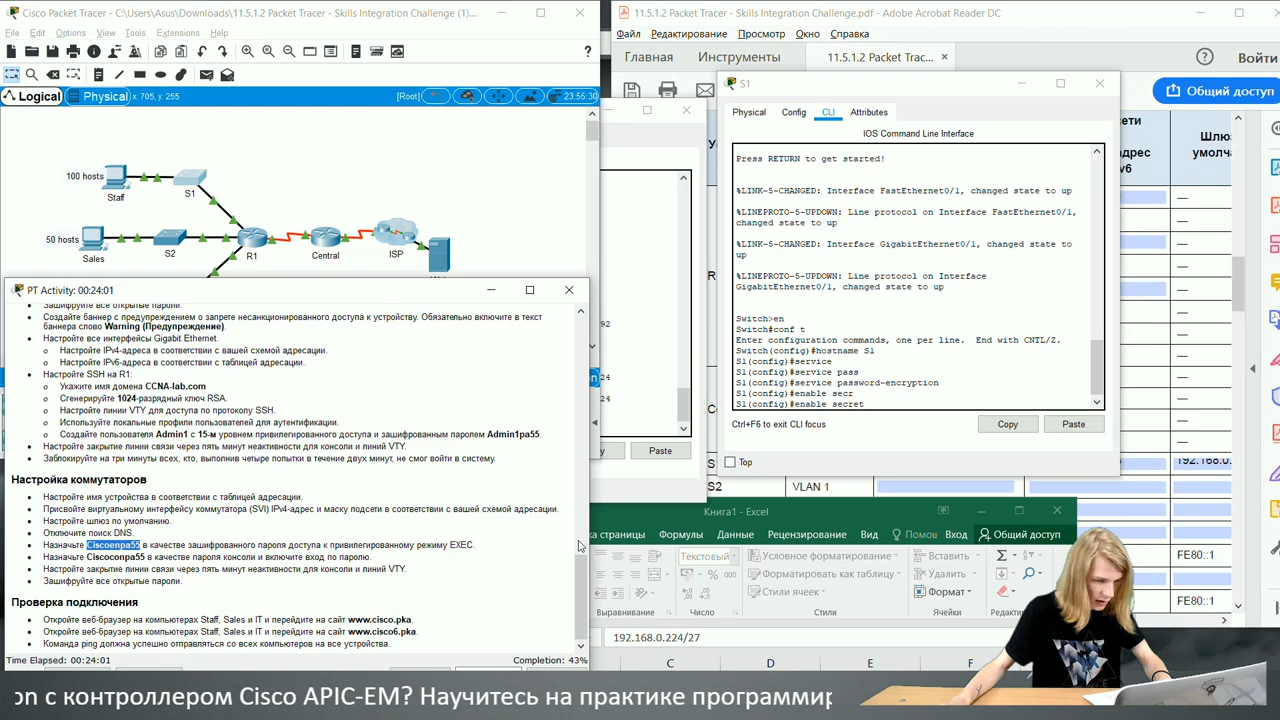 Cisco Packet Tracer - C:\Users\Asus\Downloads\11.5.1.2 Packet Tracer - Skills Integration Challenge (1)....
File Edit Options View Tools Extensions Help
Logical Physical x: 705, y: 255 [Root] 23:55:30
100 hosts
Staff
S1
50 hosts
Sales
S2
R1
Central
ISP
PT Activity: 00:24:01
Зашифруйте все открытые пароли.
Создайте баннер с предупреждением о запрете несанкционированного доступа к устройству. Обязательно включите в текст
баннера слово Warning (Предупреждение).
Настройте все интерфейсы Gigabit Ethernet.
Настройте IPv4-адреса в соответствии с вашей схемой адресации.
Настройте IPv6-адреса в соответствии с таблицей адресации.
Настройте SSH на R1:
Укажите имя домена CCNA-lab.com
Сгенерируйте 1024-разрядный ключ RSA.
Настройте линии VTY для доступа по протоколу SSH.
Используйте локальные профили пользователей для аутентификации.
Создайте пользователя Admin1 с 15-м уровнем привилегированного доступа и зашифрованным паролем Admin1pa55.
Настройте закрытие линии связи через пять минут неактивности для консоли и линий VTY.
Заблокируйте на три минуты всех, кто, выполнив четыре попытки в течение двух минут, не смог войти в систему.
Настройка коммутаторов
Настройте имя устройства в соответствии с таблицей адресации.
Присвойте виртуальному интерфейсу коммутатора (SVI) IPv4-адрес и маску подсети в соответствии с вашей схемой адресации.
Настройте шлюз по умолчанию.
Отключите поиск DNS.
Назначьте Ciscoenpa55 в качестве зашифрованного пароля доступа к привилегированному режиму EXEC.
Назначьте Ciscoconpa55 в качестве пароля консоли и включите вход по паролю.
Настройте закрытие линии связи через пять минут неактивности для консоли и линий VTY.
Зашифруйте все открытые пароли.
Проверка подключения
Откройте веб-браузер на компьютерах Staff, Sales и IT и перейдите на сайт www.cisco.pka.
Откройте веб-браузер на компьютерах Staff, Sales и IT и перейдите на сайт www.cisco6.pka.
Команда ping должна успешно отправляться со всех компьютеров на все устройства.
Time Elapsed: 00:24:01 Completion: 43%
92
24
24
Paste
11.5.1.2 Packet Tracer - Skills Integration Challenge.pdf - Adobe Acrobat Reader DC
Файл Редактирование Просмотр Окно Справка
Главная Инструменты 11.5.1.2 Packet Trac... Войти
Общий доступ
S1
Physical Config CLI Attributes
IOS Command Line Interface
Press RETURN to get started!
%LINK-5-CHANGED: Interface FastEthernet0/1, changed state to up
%LINEPROTO-5-UPDOWN: Line protocol on Interface FastEthernet0/1,
changed state to up
%LINK-5-CHANGED: Interface GigabitEthernet0/1, changed state to
up
%LINEPROTO-5-UPDOWN: Line protocol on Interface
GigabitEthernet0/1, changed state to up
Switch>en
Switch#conf t
Enter configuration commands, one per line. End with CNTL/Z.
Switch(config)#hostname S1
S1(config)#service
S1(config)#service pass
S1(config)#service password-encryption
S1(config)#enable secr
S1(config)#enable secret
Ctrl+F6 to exit CLI focus
Copy Paste
Top
S2 VLAN 1
192.168.0.
FE80::1
FE80::1
Книга1 - Excel
ка страницы Формулы Данные Рецензирование Вид Помощ Вход Общий доступ
Текстовый Условное форматирование Вставить
Форматировать как таблицу Удалить
Стили ячеек Формат
Выравнивание Число Стили Ячейки
192.168.0.224/27
C D E F
on с контроллером Cisco APIC-EM? Научитесь на практике программир